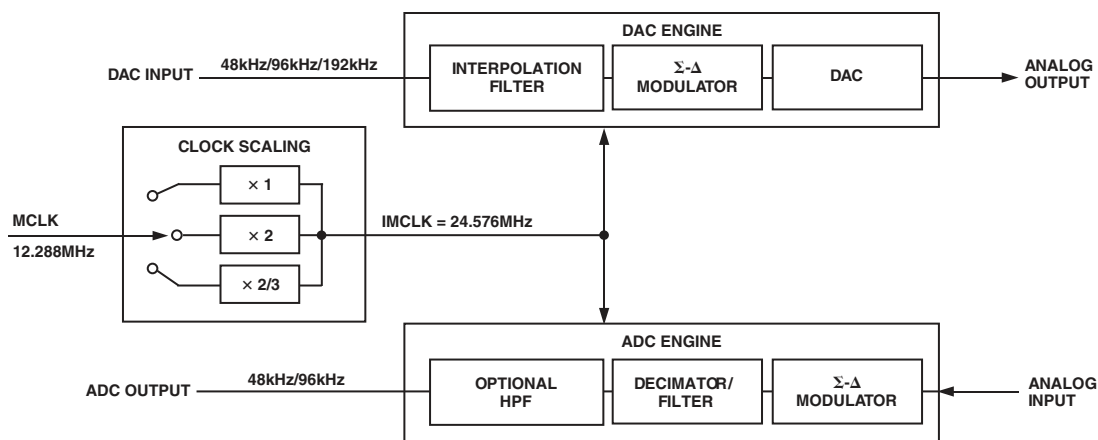 DAC ENGINE
DAC INPUT
48kHz/96kHz/192kHz
INTERPOLATION
FILTER
Σ-Δ
MODULATOR
DAC
ANALOG
OUTPUT
CLOCK SCALING
× 1
MCLK
12.288MHz
× 2
IMCLK = 24.576MHz
× 2/3
ADC ENGINE
ADC OUTPUT
48kHz/96kHz
OPTIONAL
HPF
DECIMATOR/
FILTER
Σ-Δ
MODULATOR
ANALOG
INPUT